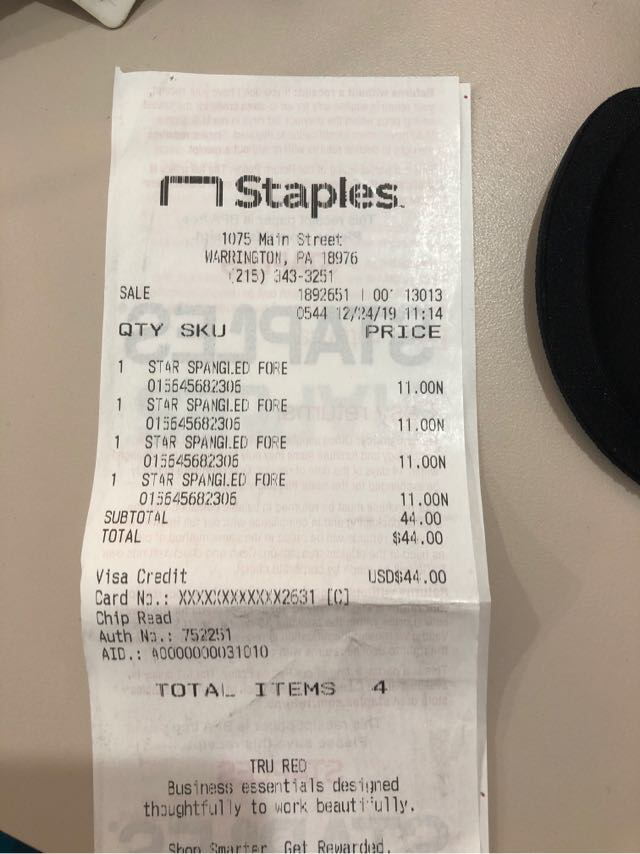 Staples
1075 Main Street
WARRINGTON, PA 18976
(215) 343-3251
SALE 1892651 1 001 13013
0544 12/24/19 11:14
QTY SKU PRICE
1 STAR SPANGLED FORE
015645682306 11.00N
1 STAR SPANGLED FORE
015645682306 11.00N
1 STAR SPANGLED FORE
015645682306 11.00N
1 STAR SPANGLED FORE
015645682306 11.00N
SUBTOTAL 44.00
TOTAL $44.00
Visa Credit USD$44.00
Card No.: XXXXXXXXXXXX2631 [C]
Chip Read
Auth No.: 752251
AID.: A0000000031010
TOTAL ITEMS 4
TRU RED
Business essentials designed
thoughtfully to work beautifully.
Shop Smarter. Get Rewarded.